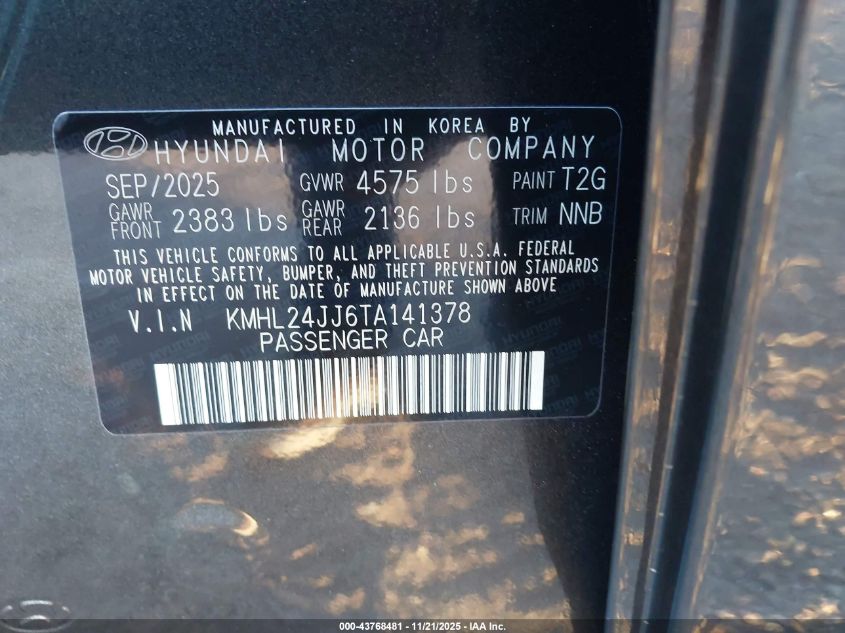 MANUFACTURED IN KOREA BY
HYUNDAI MOTOR COMPANY
SEP/2025 GVWR 4575 lbs PAINT T2G
GAWR FRONT 2383 lbs GAWR REAR 2136 lbs TRIM NNB
THIS VEHICLE CONFORMS TO ALL APPLICABLE U.S.A. FEDERAL
MOTOR VEHICLE SAFETY, BUMPER, AND THEFT PREVENTION STANDARDS
IN EFFECT ON THE DATE OF MANUFACTURE SHOWN ABOVE
V.I.N KMHL24JJ6TA141378
PASSENGER CAR
000-43768481 - 11/21/2025 - IAA Inc.